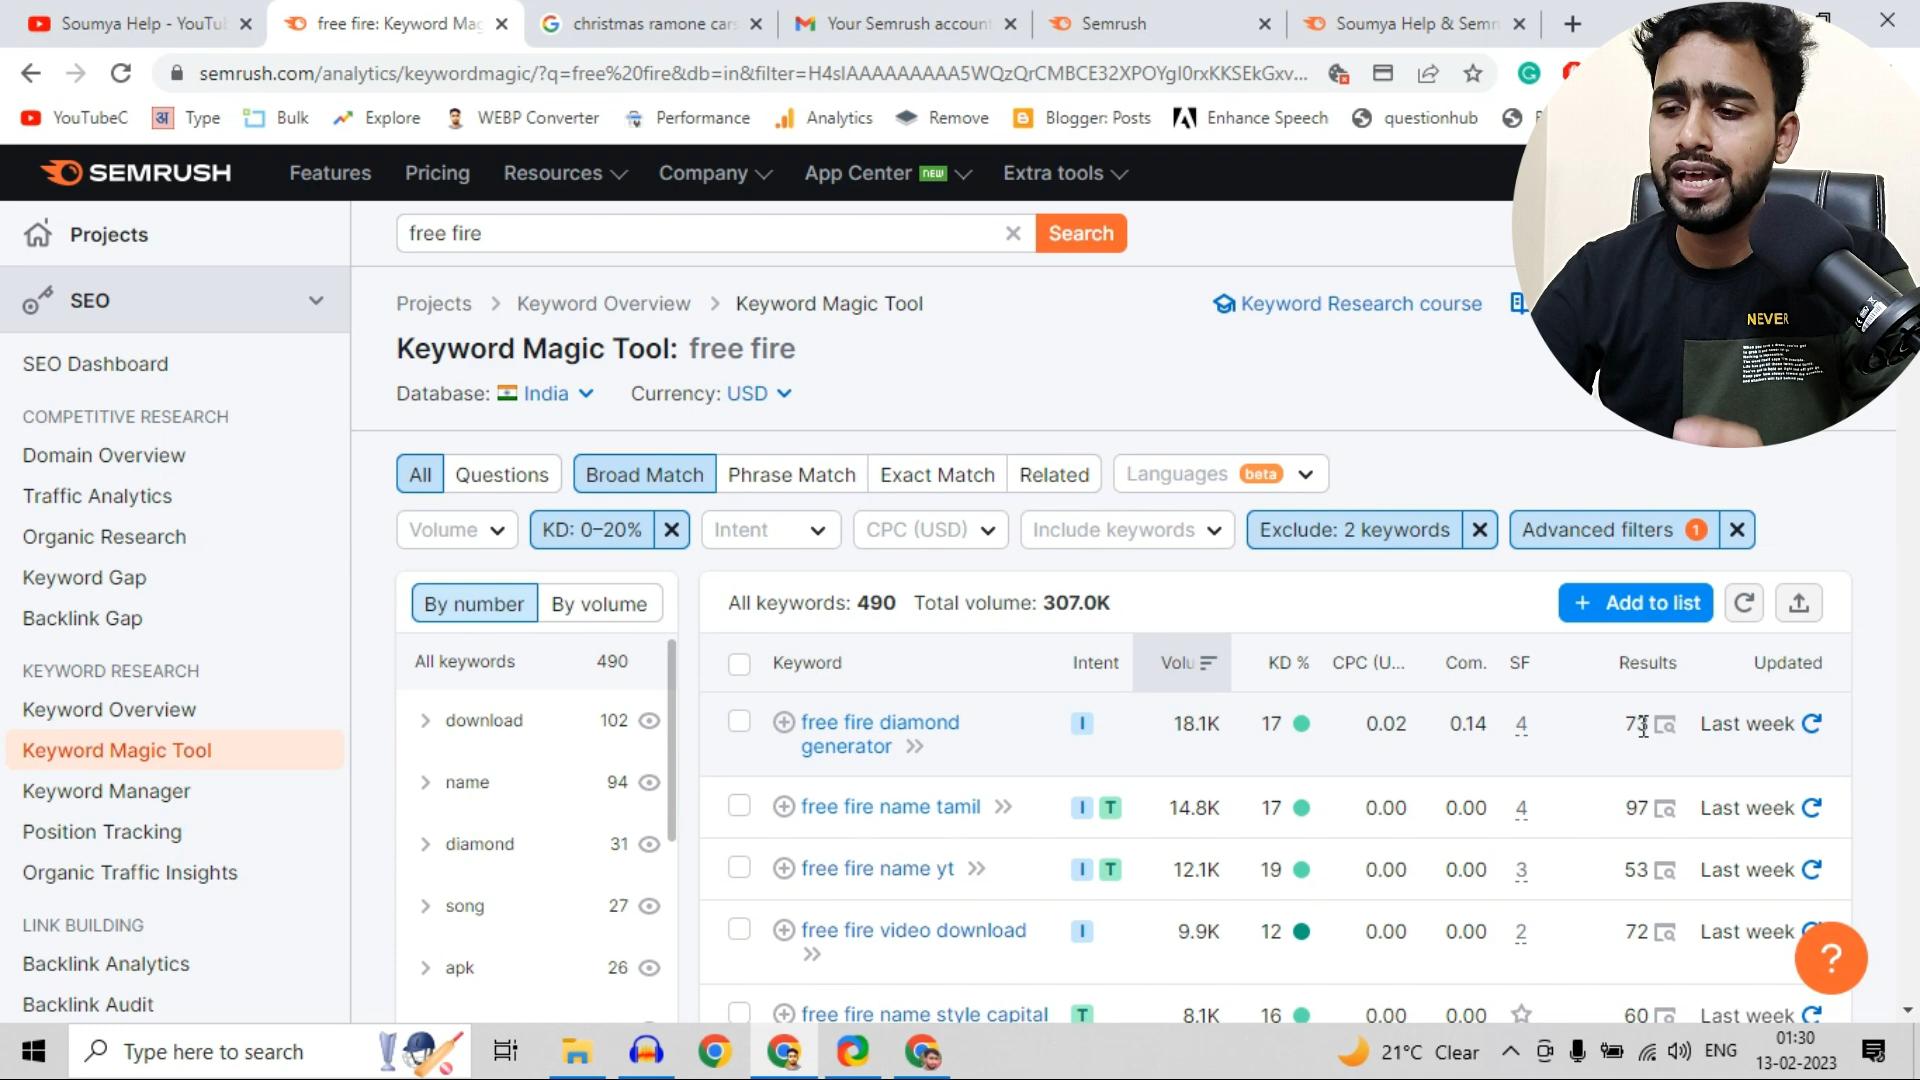 Soumya Help - YouTu
free fire: Keyword Mag
christmas ramone cars
Your Semrush account
Semrush
Soumya Help & Semr
semrush.com/analytics/keywordmagic/?q=free%20fire&db=in&filter=H4sIAAAAAAAAA5WQzQrCMBCE32XPOYgI0rxKKSEkGxv...
YouTubeC
अ Type
Bulk
Explore
WEBP Converter
Performance
Analytics
Remove
Blogger: Posts
Enhance Speech
questionhub
SEMRUSH
Features
Pricing
Resources
Company
App Center NEW
Extra tools
NEVER
Projects
free fire
Search
SEO
Projects > Keyword Overview > Keyword Magic Tool
Keyword Research course
Keyword Magic Tool: free fire
Database: India
Currency: USD
SEO Dashboard
COMPETITIVE RESEARCH
Domain Overview
Traffic Analytics
Organic Research
Keyword Gap
Backlink Gap
KEYWORD RESEARCH
Keyword Overview
Keyword Magic Tool
Keyword Manager
Position Tracking
Organic Traffic Insights
LINK BUILDING
Backlink Analytics
Backlink Audit
All
Questions
Broad Match
Phrase Match
Exact Match
Related
Languages beta
Volume
KD: 0–20%
Intent
CPC (USD)
Include keywords
Exclude: 2 keywords
Advanced filters 1
By number
By volume
All keywords 490
download 102
name 94
diamond 31
song 27
apk 26
All keywords: 490 Total volume: 307.0K
+ Add to list
Keyword Intent Volu KD % CPC (U... Com. SF Results Updated
free fire diamond generator I 18.1K 17 0.02 0.14 4 73 Last week
free fire name tamil I T 14.8K 17 0.00 0.00 4 97 Last week
free fire name yt I T 12.1K 19 0.00 0.00 3 53 Last week
free fire video download I 9.9K 12 0.00 0.00 2 72 Last week
free fire name style capital T 8.1K 16 0.00 0.00 60 Last week
?
Type here to search
21°C Clear
ENG
01:30
13-02-2023